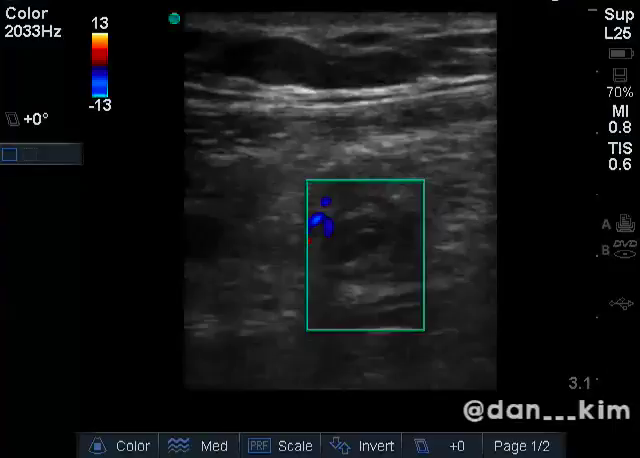 Color
2033Hz
13
-13
+0°
Sup
L25
70%
MI
0.8
TIS
0.6
A
B DVD
3.1
@dan___kim
Color
Med
PRF Scale
Invert
+0
Page 1/2